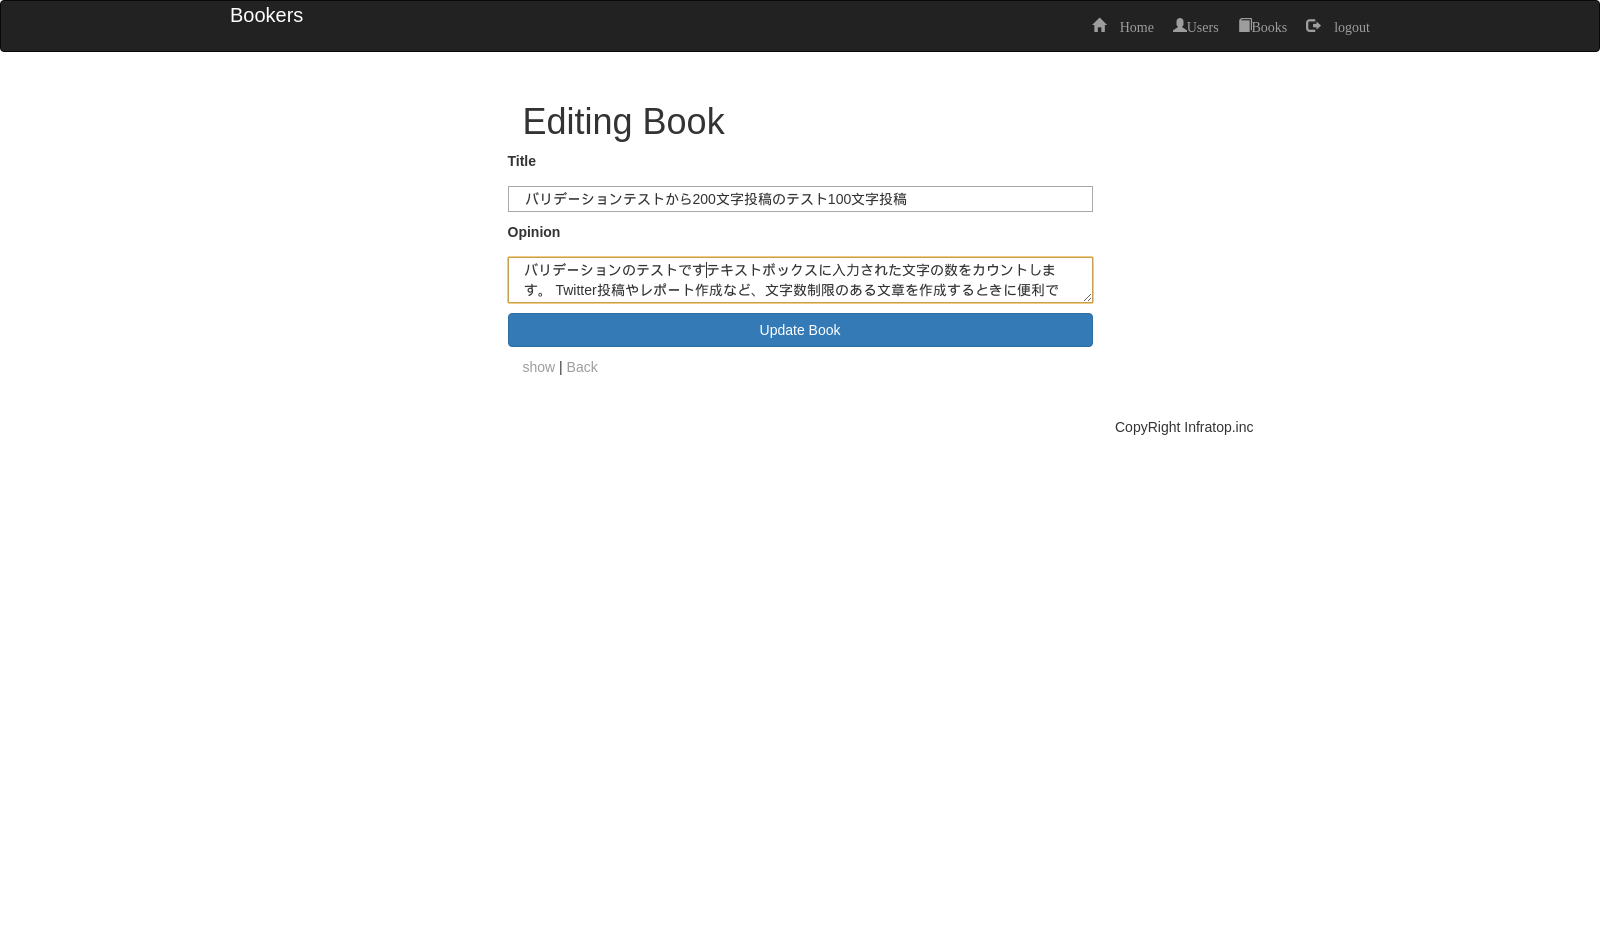 Bookers
Home Users Books logout
Editing Book
Title
バリデーションテストから200文字投稿のテスト100文字投稿
Opinion
バリデーションのテストですテキストボックスに入力された文字の数をカウントしま
す。 Twitter投稿やレポート作成など、文字数制限のある文章を作成するときに便利で
Update Book
show | Back
CopyRight Infratop.inc